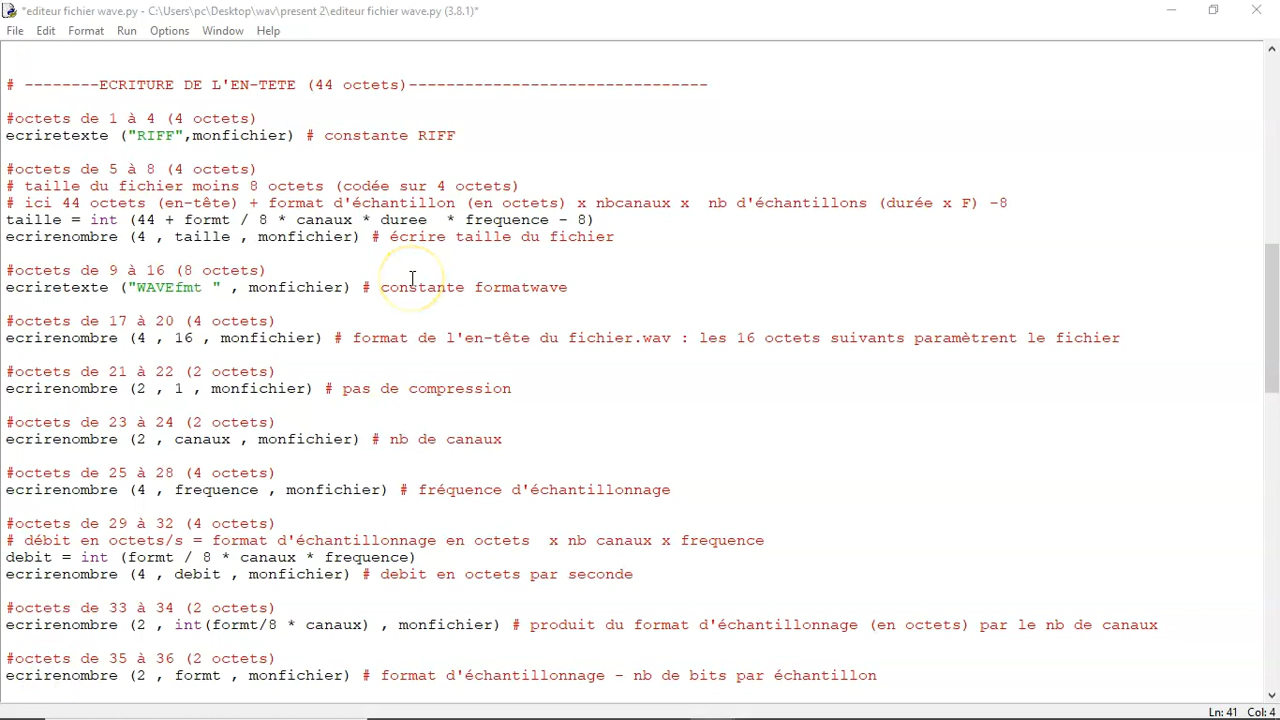 *editeur fichier wave.py - C:\Users\pc\Desktop\wav\present 2\editeur fichier wave.py (3.8.1)*
File Edit Format Run Options Window Help
# --------ECRITURE DE L'EN-TETE (44 octets)--------------------------------
#octets de 1 à 4 (4 octets)
ecriretexte ("RIFF",monfichier) # constante RIFF
#octets de 5 à 8 (4 octets)
# taille du fichier moins 8 octets (codée sur 4 octets)
# ici 44 octets (en-tête) + format d'échantillon (en octets) x nbcanaux x  nb d'échantillons (durée x F) -8
taille = int (44 + formt / 8 * canaux * duree  * frequence - 8)
ecrirenombre (4 , taille , monfichier) # écrire taille du fichier
#octets de 9 à 16 (8 octets)
ecriretexte ("WAVEfmt " , monfichier) # constante formatwave
#octets de 17 à 20 (4 octets)
ecrirenombre (4 , 16 , monfichier) # format de l'en-tête du fichier.wav : les 16 octets suivants paramètrent le fichier
#octets de 21 à 22 (2 octets)
ecrirenombre (2 , 1 , monfichier) # pas de compression
#octets de 23 à 24 (2 octets)
ecrirenombre (2 , canaux , monfichier) # nb de canaux
#octets de 25 à 28 (4 octets)
ecrirenombre (4 , frequence , monfichier) # fréquence d'échantillonnage
#octets de 29 à 32 (4 octets)
# débit en octets/s = format d'échantillonnage en octets  x nb canaux x frequence
debit = int (formt / 8 * canaux * frequence)
ecrirenombre (4 , debit , monfichier) # debit en octets par seconde
#octets de 33 à 34 (2 octets)
ecrirenombre (2 , int(formt/8 * canaux) , monfichier) # produit du format d'échantillonnage (en octets) par le nb de canaux
#octets de 35 à 36 (2 octets)
ecrirenombre (2 , formt , monfichier) # format d'échantillonnage - nb de bits par échantillon
Ln: 41 Col: 4